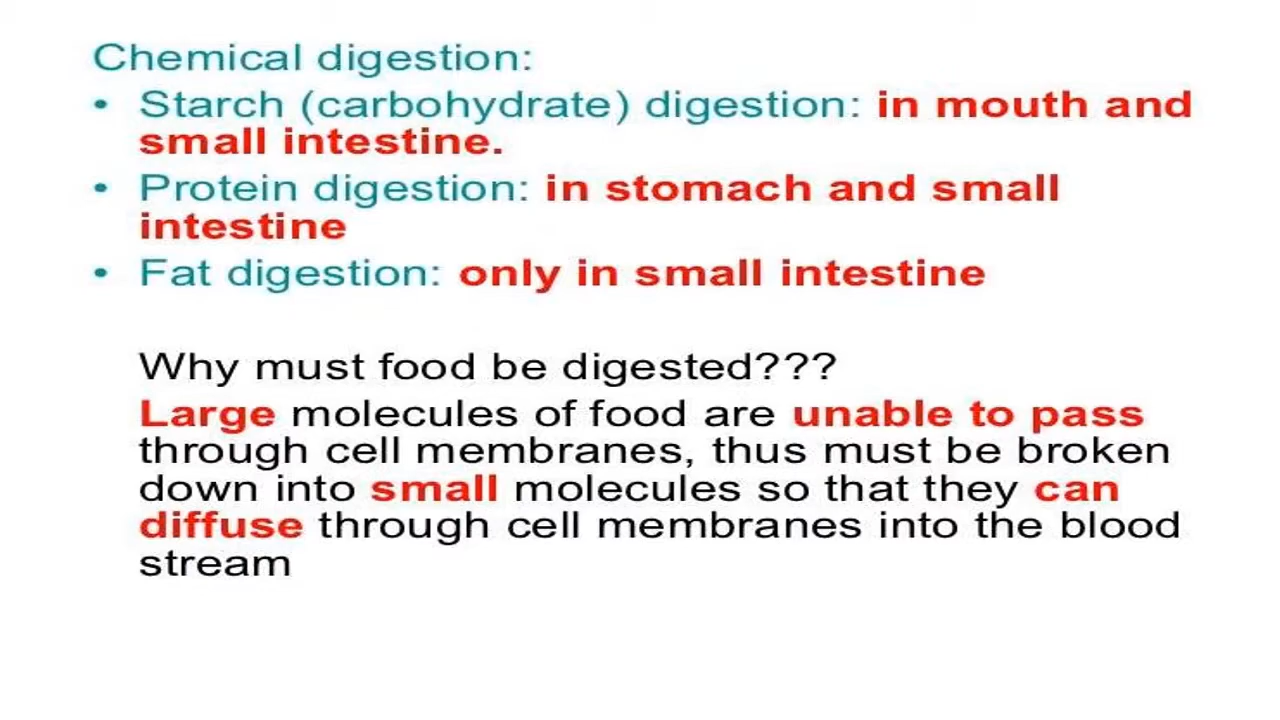 Chemical digestion:
• Starch (carbohydrate) digestion: in mouth and
small intestine.
• Protein digestion: in stomach and small
intestine
• Fat digestion: only in small intestine
Why must food be digested???
Large molecules of food are unable to pass
through cell membranes, thus must be broken
down into small molecules so that they can
diffuse through cell membranes into the blood
stream